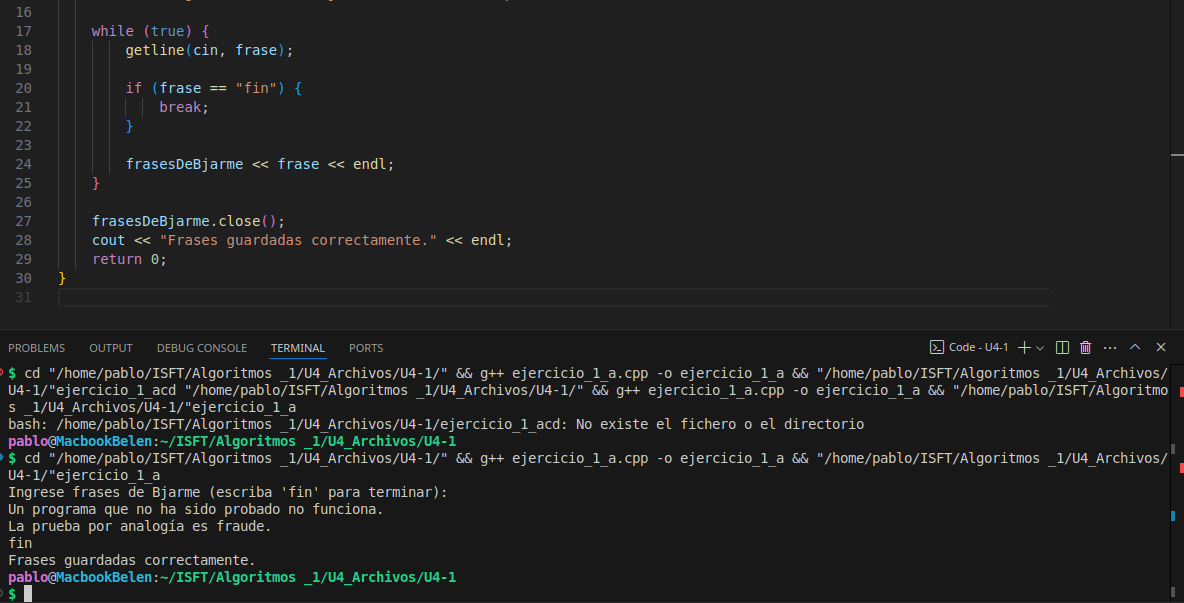 16
17 while (true) {
18 getline(cin, frase);
19
20 if (frase == "fin") {
21 break;
22 }
23
24 frasesDeBjarme << frase << endl;
25 }
26
27 frasesDeBjarme.close();
28 cout << "Frases guardadas correctamente." << endl;
29 return 0;
30 }
31
PROBLEMS OUTPUT DEBUG CONSOLE TERMINAL PORTS Code - U4-1
$ cd "/home/pablo/ISFT/Algoritmos _1/U4_Archivos/U4-1/" && g++ ejercicio_1_a.cpp -o ejercicio_1_a && "/home/pablo/ISFT/Algoritmos _1/U4_Archivos/
U4-1/"ejercicio_1_acd "/home/pablo/ISFT/Algoritmos _1/U4_Archivos/U4-1/" && g++ ejercicio_1_a.cpp -o ejercicio_1_a && "/home/pablo/ISFT/Algoritmo
s _1/U4_Archivos/U4-1/"ejercicio_1_a
bash: /home/pablo/ISFT/Algoritmos _1/U4_Archivos/U4-1/ejercicio_1_acd: No existe el fichero o el directorio
pablo@MacbookBelen:~/ISFT/Algoritmos _1/U4_Archivos/U4-1
$ cd "/home/pablo/ISFT/Algoritmos _1/U4_Archivos/U4-1/" && g++ ejercicio_1_a.cpp -o ejercicio_1_a && "/home/pablo/ISFT/Algoritmos _1/U4_Archivos/
U4-1/"ejercicio_1_a
Ingrese frases de Bjarme (escriba 'fin' para terminar):
Un programa que no ha sido probado no funciona.
La prueba por analogía es fraude.
fin
Frases guardadas correctamente.
pablo@MacbookBelen:~/ISFT/Algoritmos _1/U4_Archivos/U4-1
$